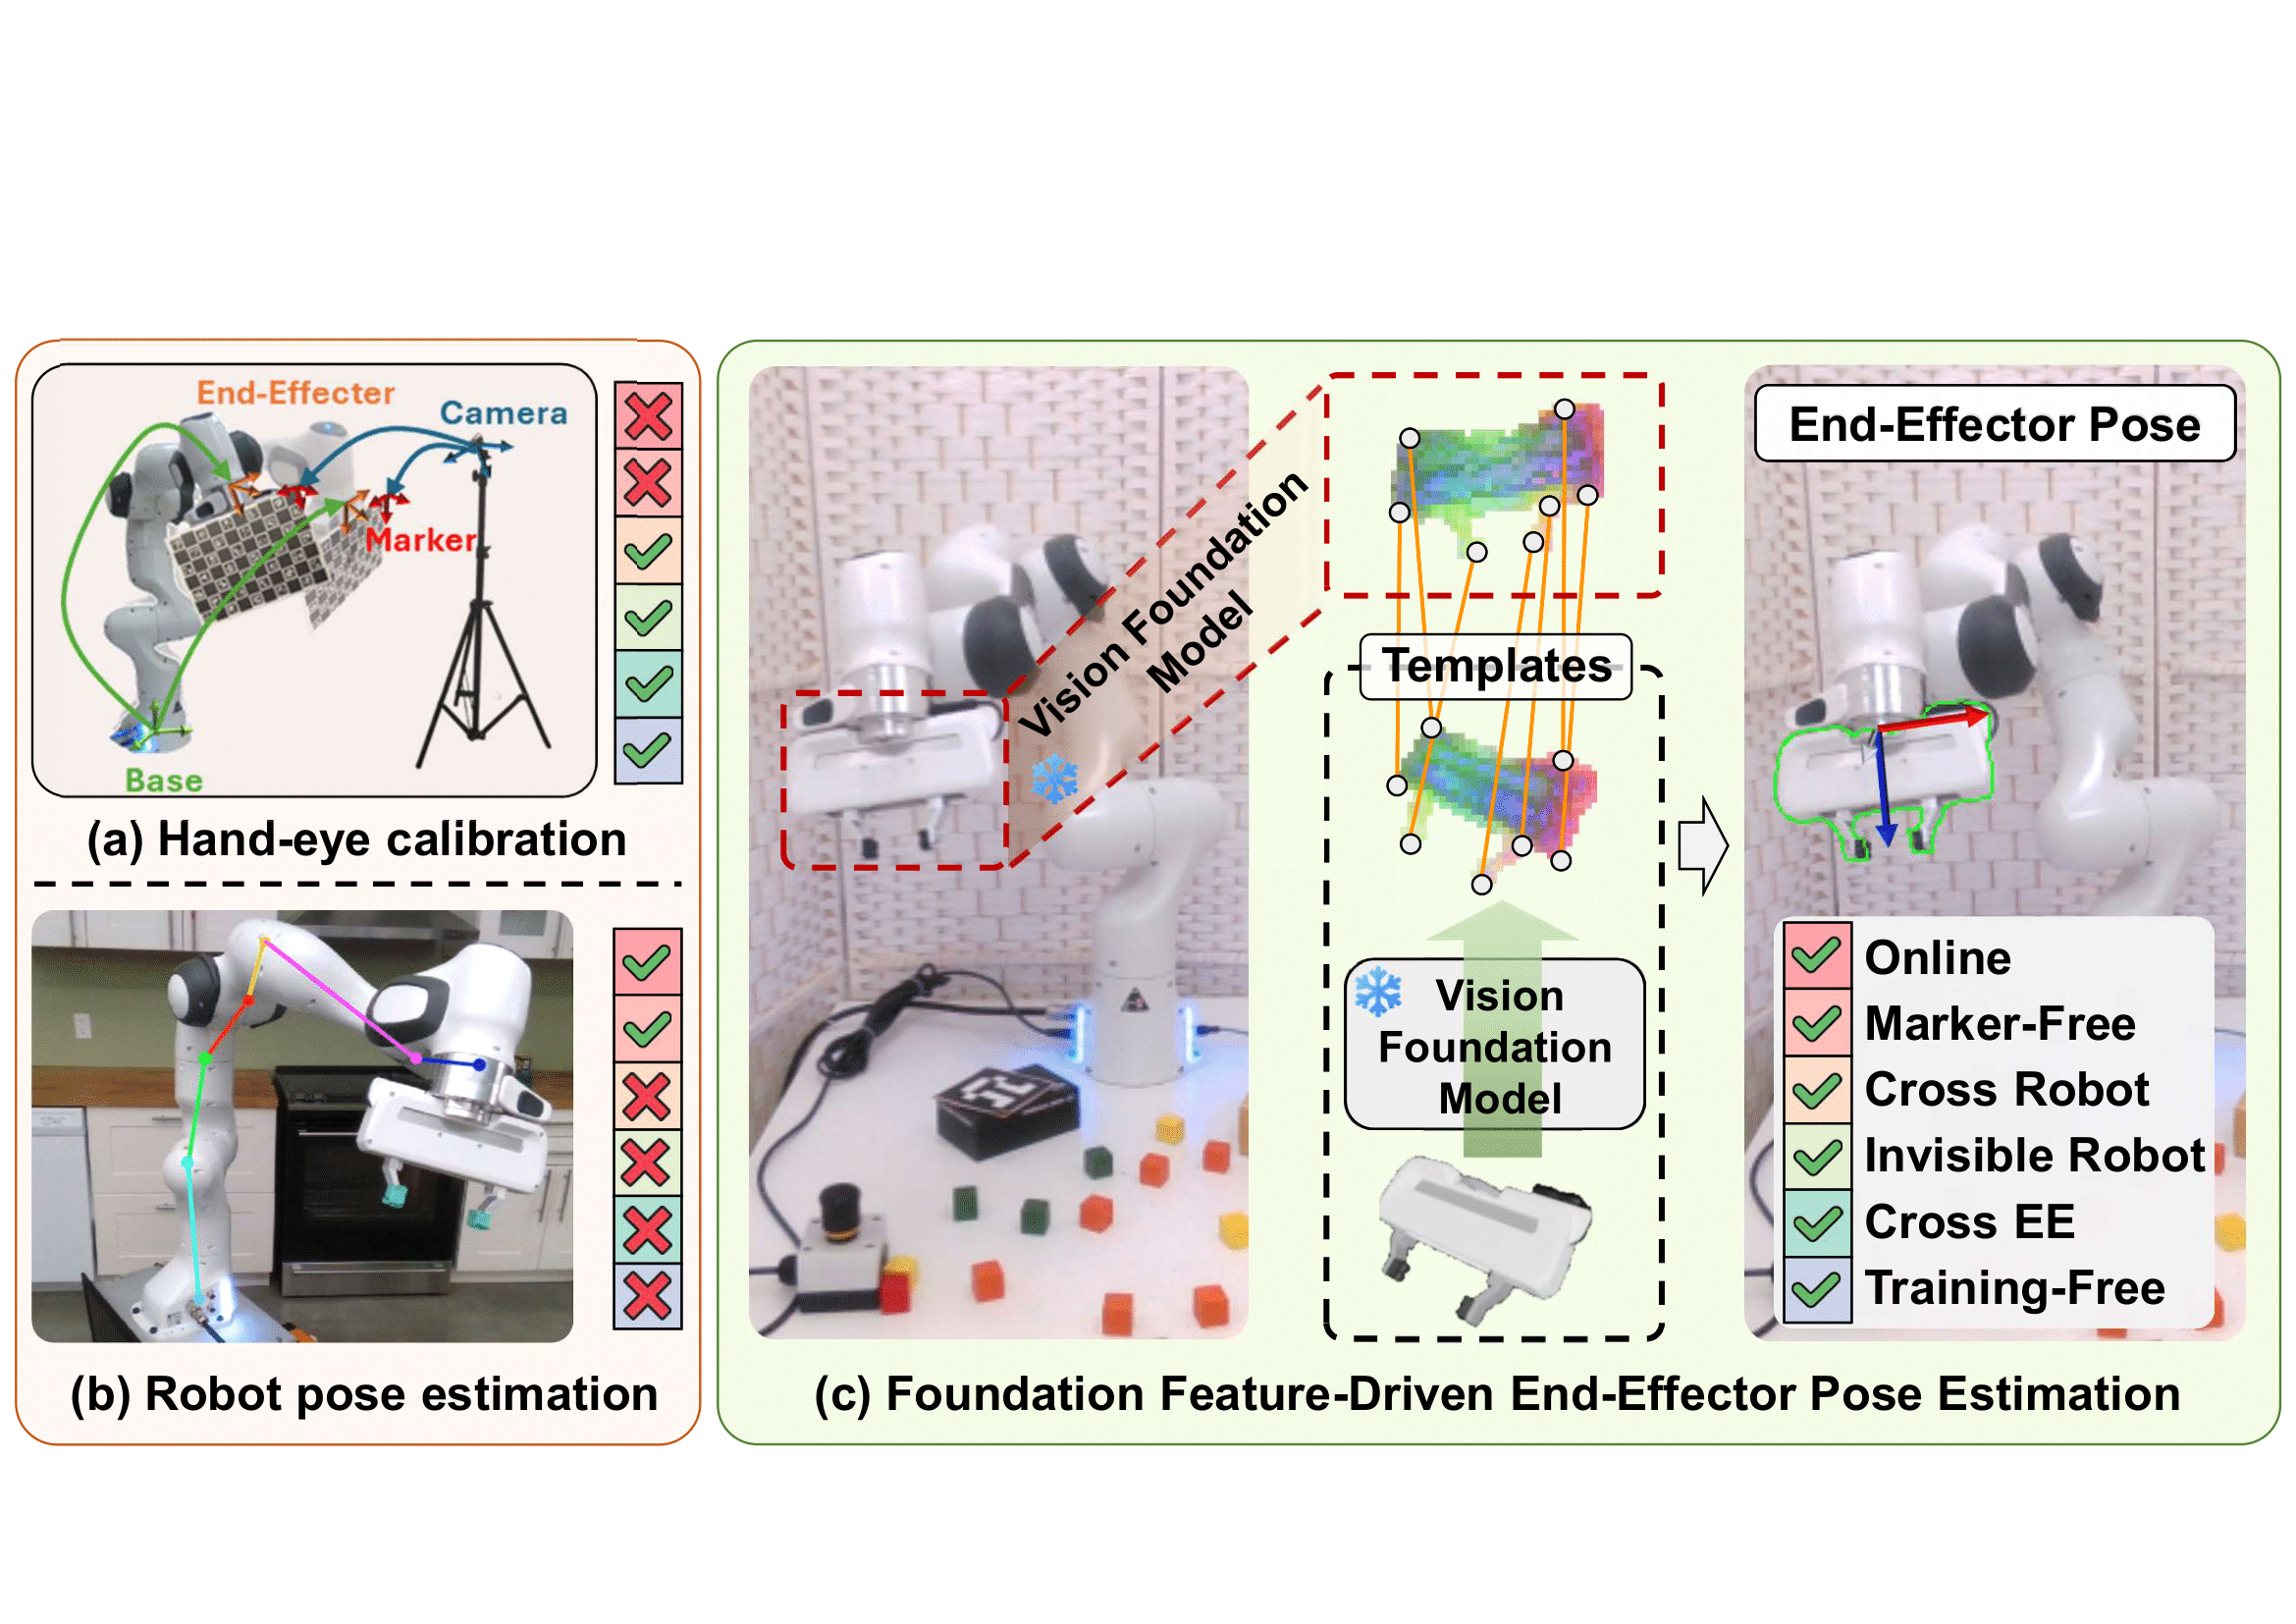 End-Effecter
Camera
Marker
Base
(a) Hand-eye calibration
(b) Robot pose estimation
Vision Foundation
Model
Templates
Vision
Foundation
Model
End-Effector Pose
Online
Marker-Free
Cross Robot
Invisible Robot
Cross EE
Training-Free
(c) Foundation Feature-Driven End-Effector Pose Estimation